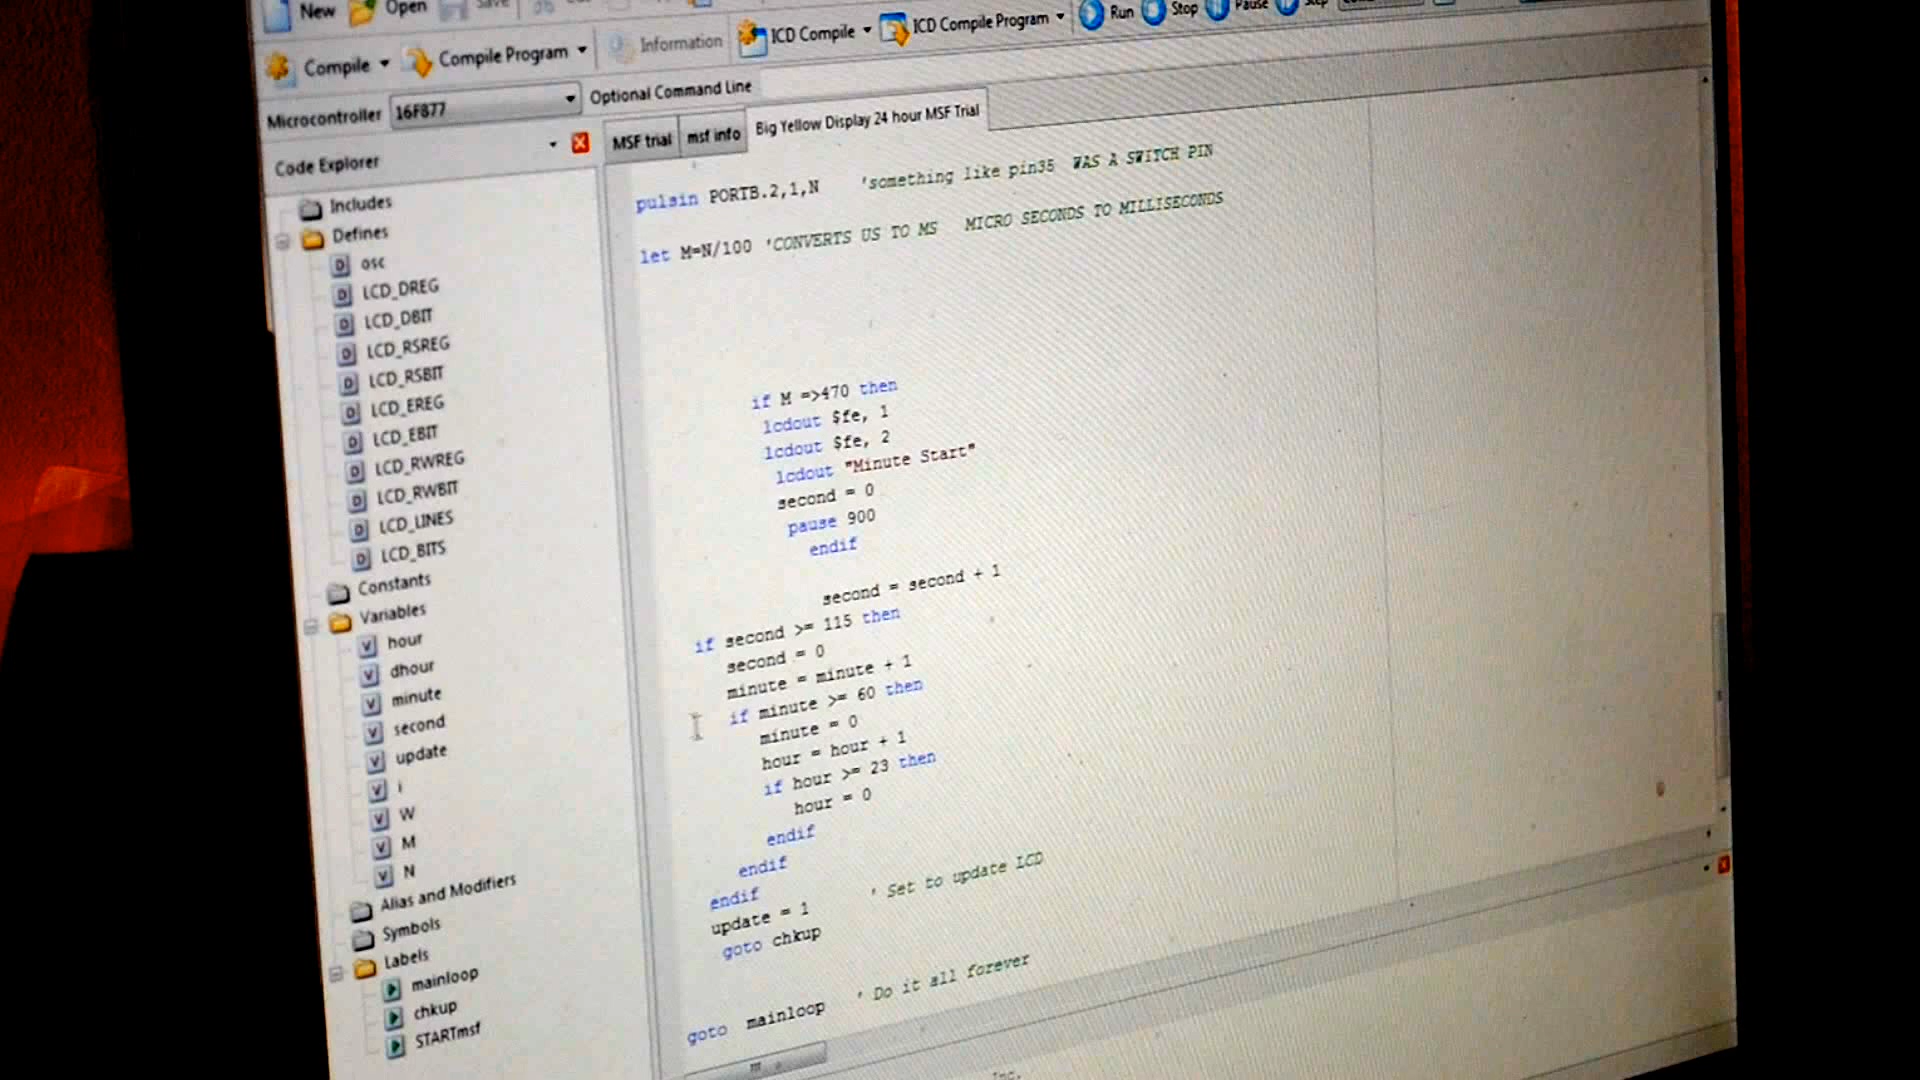 New Open Save
Compile Compile Program Information ICD Compile ICD Compile Program Run Stop Pause Step
Microcontroller 16F877 Optional Command Line
Code Explorer
MSF trial msf info Big Yellow Display 24 hour MSF Trial
Includes
Defines
osc
LCD_DREG
LCD_DBIT
LCD_RSREG
LCD_RSBIT
LCD_EREG
LCD_EBIT
LCD_RWREG
LCD_RWBIT
LCD_LINES
LCD_BITS
Constants
Variables
hour
dhour
minute
second
update
i
W
M
N
Alias and Modifiers
Symbols
Labels
mainloop
chkup
STARTmsf
pulsin PORTB.2,1,N 'something like pin35 WAS A SWITCH PIN
let M=N/100 'CONVERTS US TO MS MICRO SECONDS TO MILLISECONDS
if M =>470 then
lcdout $fe, 1
lcdout $fe, 2
lcdout "Minute Start"
second = 0
pause 900
endif
second = second + 1
if second >= 115 then
second = 0
minute = minute + 1
if minute >= 60 then
minute = 0
hour = hour + 1
if hour >= 23 then
hour = 0
endif
endif
endif
update = 1 ' Set to update LCD
goto chkup
goto mainloop ' Do it all forever
Inc.